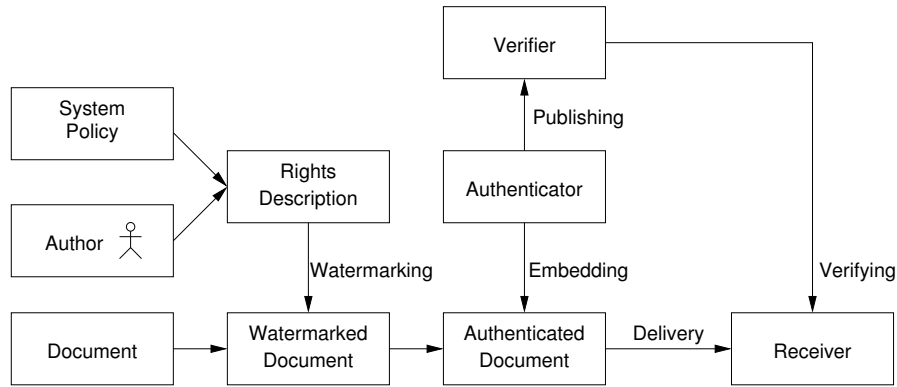 Verifier
System
Policy
Publishing
Rights
Description
Authenticator
Author
Watermarking
Embedding
Verifying
Document
Watermarked
Document
Authenticated
Document
Delivery
Receiver